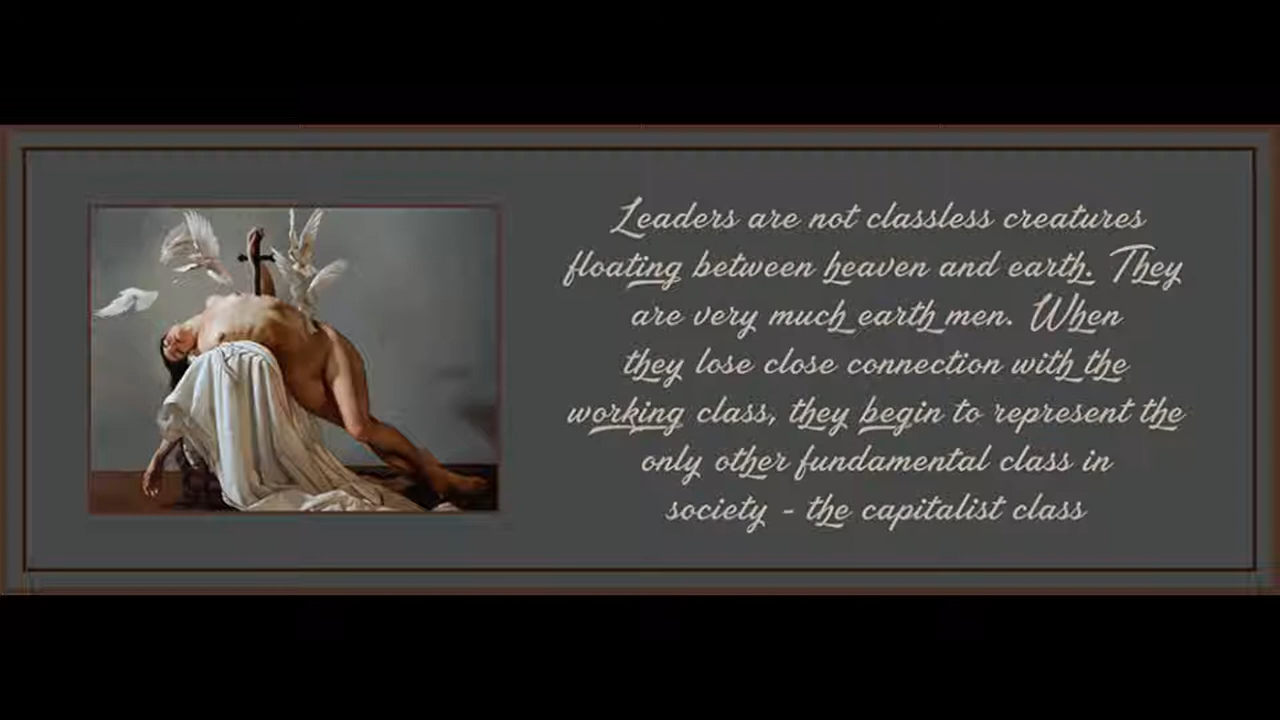 Leaders are not classless creatures
floating between heaven and earth. They
are very much earth men. When
they lose close connection with the
working class, they begin to represent the
only other fundamental class in
society - the capitalist class